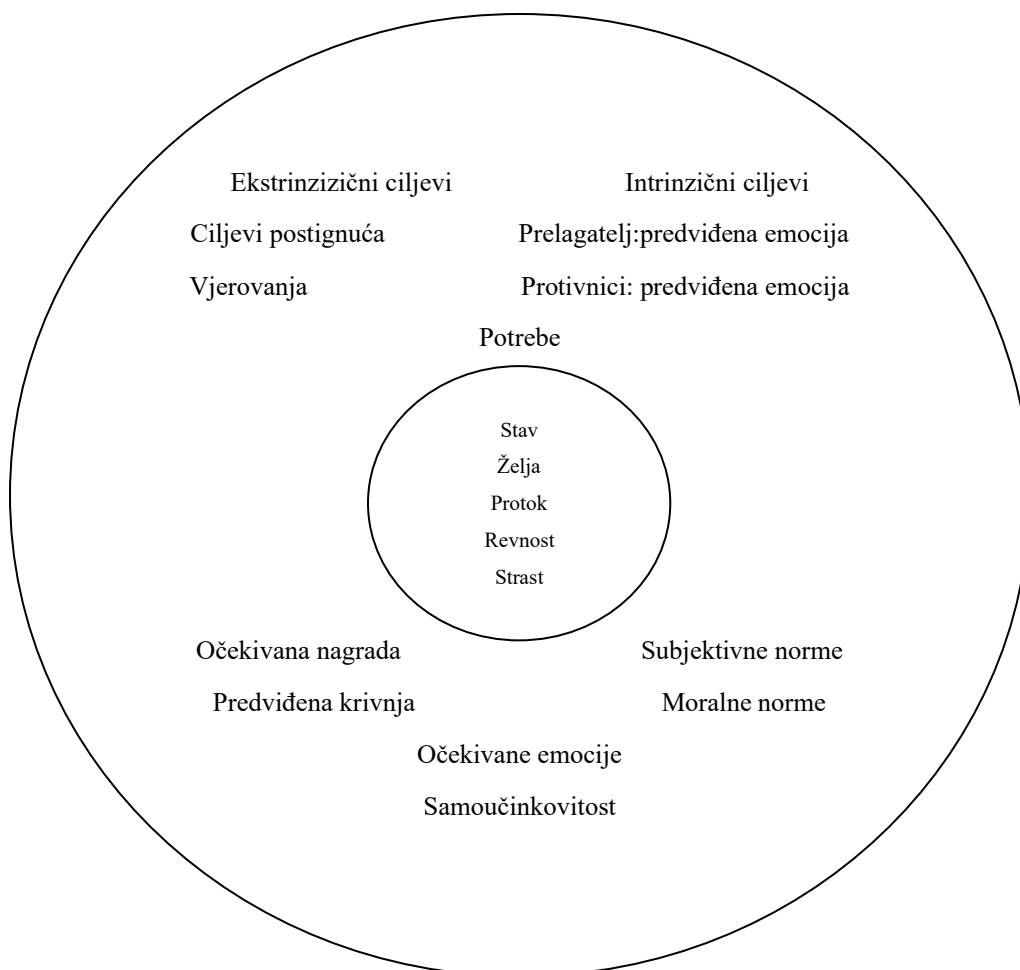 Ekstrinzizični ciljevi Intrinzični ciljevi
Ciljevi postignuća Prelagatelj:predviđena emocija
Vjerovanja Protivnici: predviđena emocija
Potrebe
Stav
Želja
Protok
Revnost
Strast
Očekivana nagrada Subjektivne norme
Predviđena krivnja Moralne norme
Očekivane emocije
Samoučinkovitost